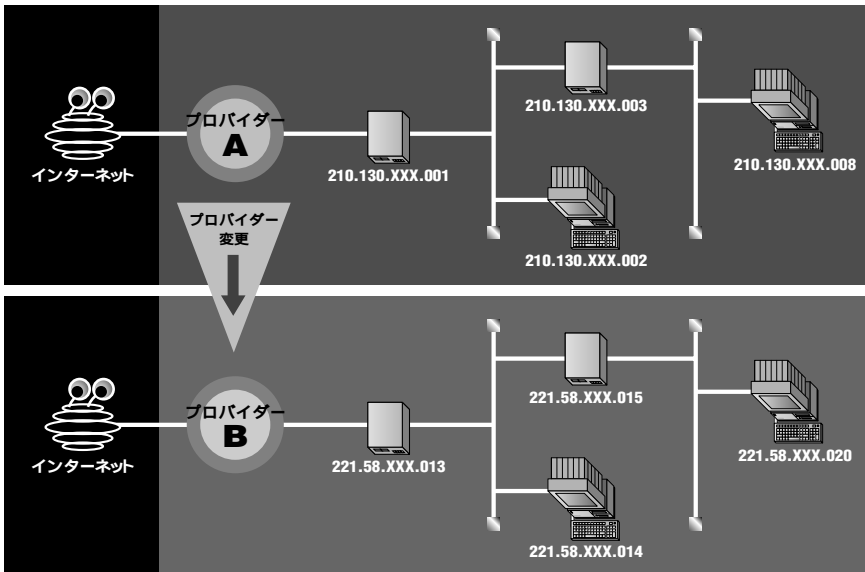 インターネット
プロバイダー
A
210.130.XXX.001
210.130.XXX.003
210.130.XXX.002
210.130.XXX.008
プロバイダー
変更
インターネット
プロバイダー
B
221.58.XXX.013
221.58.XXX.015
221.58.XXX.014
221.58.XXX.020